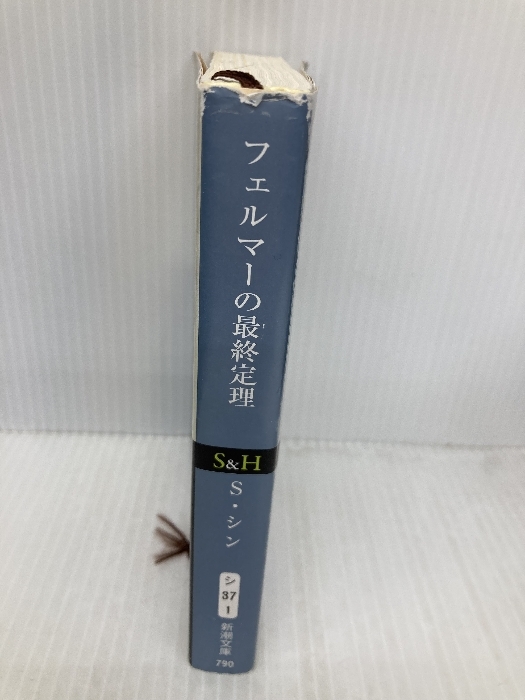 フェルマーの最終定理
S&H
S・シン
シ
37
1
新潮文庫
790